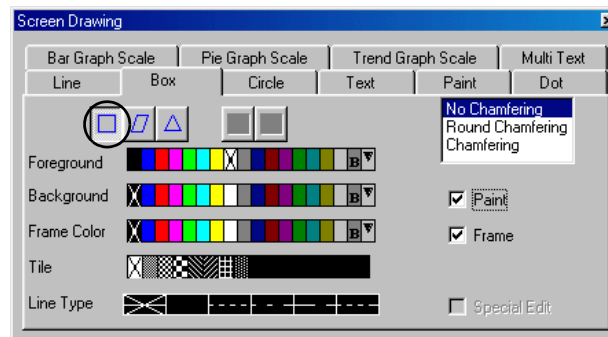 Screen Drawing
Bar Graph Scale Pie Graph Scale Trend Graph Scale Multi Text
Line Box Circle Text Paint Dot
No Chamfering
Round Chamfering
Chamfering
Foreground B
Background B Paint
Frame Color B Frame
Tile
Line Type Special Edit